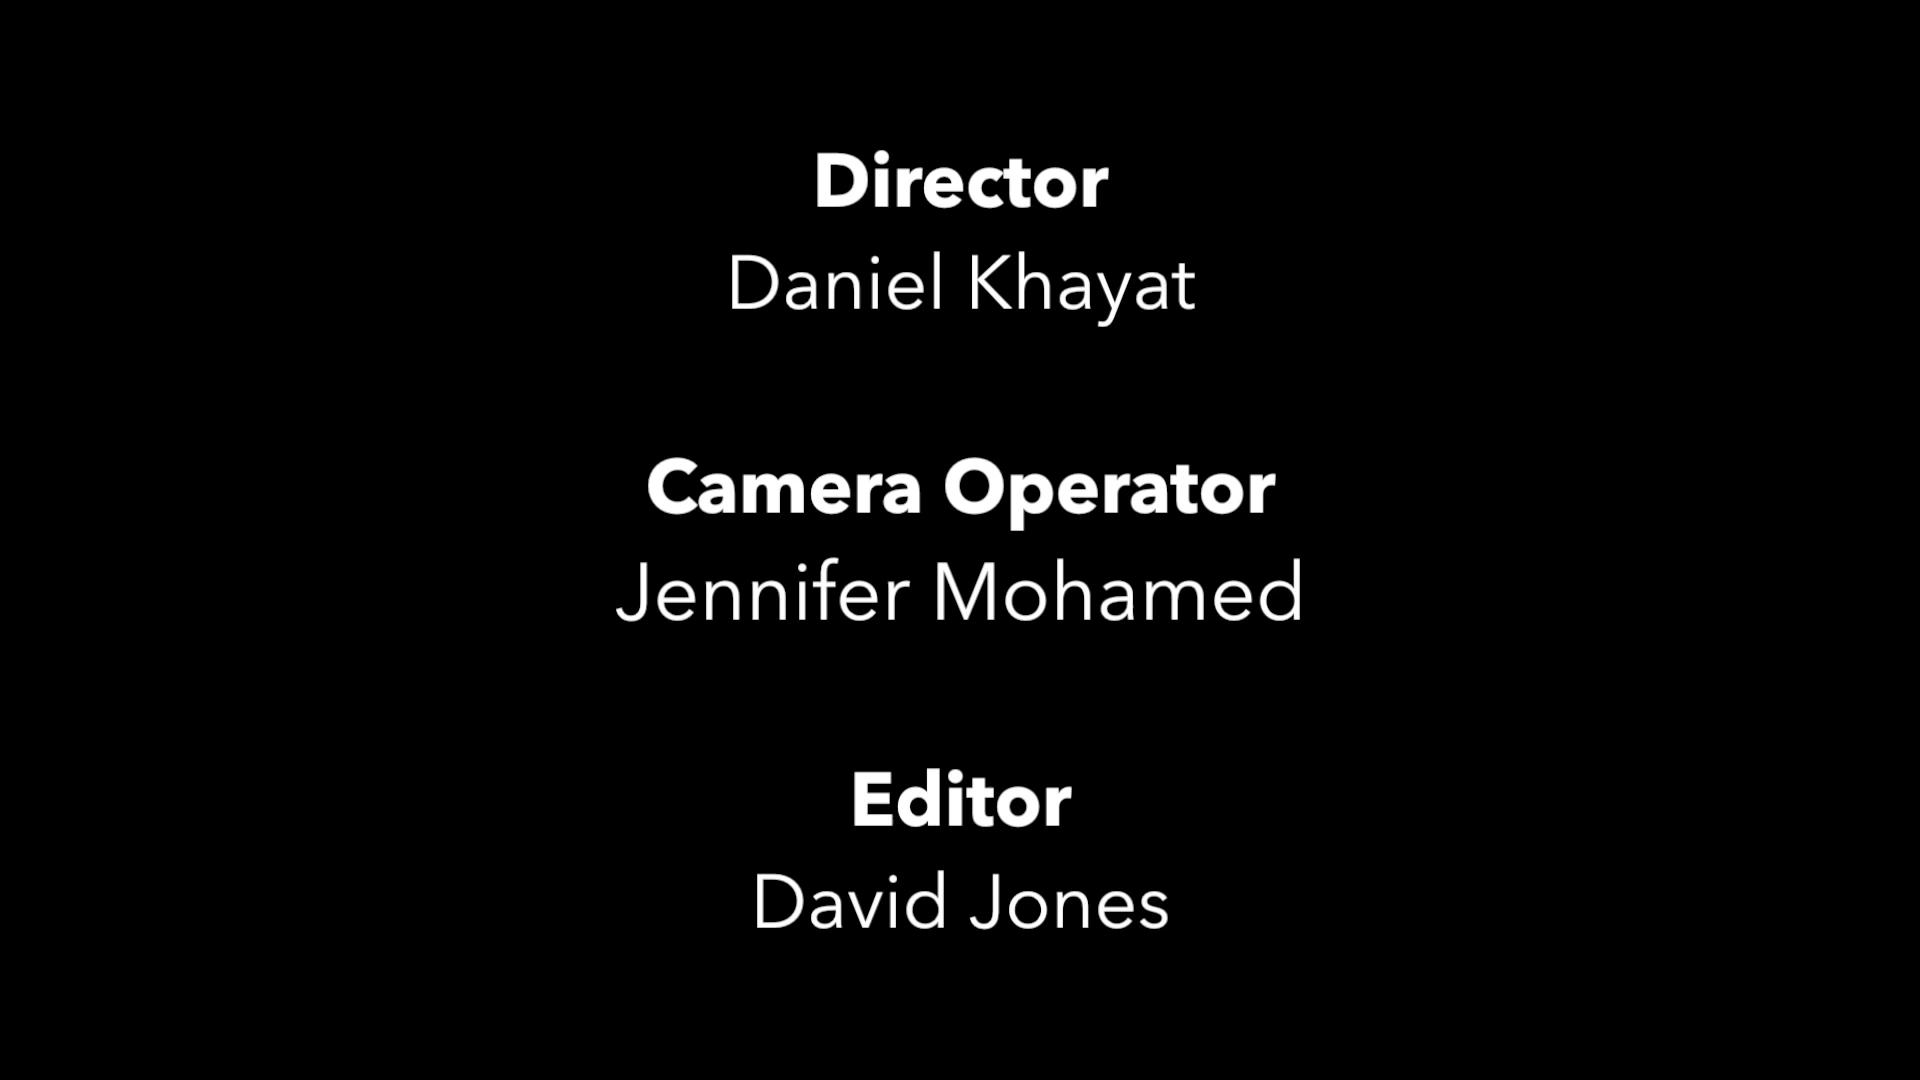 Director
Daniel Khayat
Camera Operator
Jennifer Mohamed
Editor
David Jones